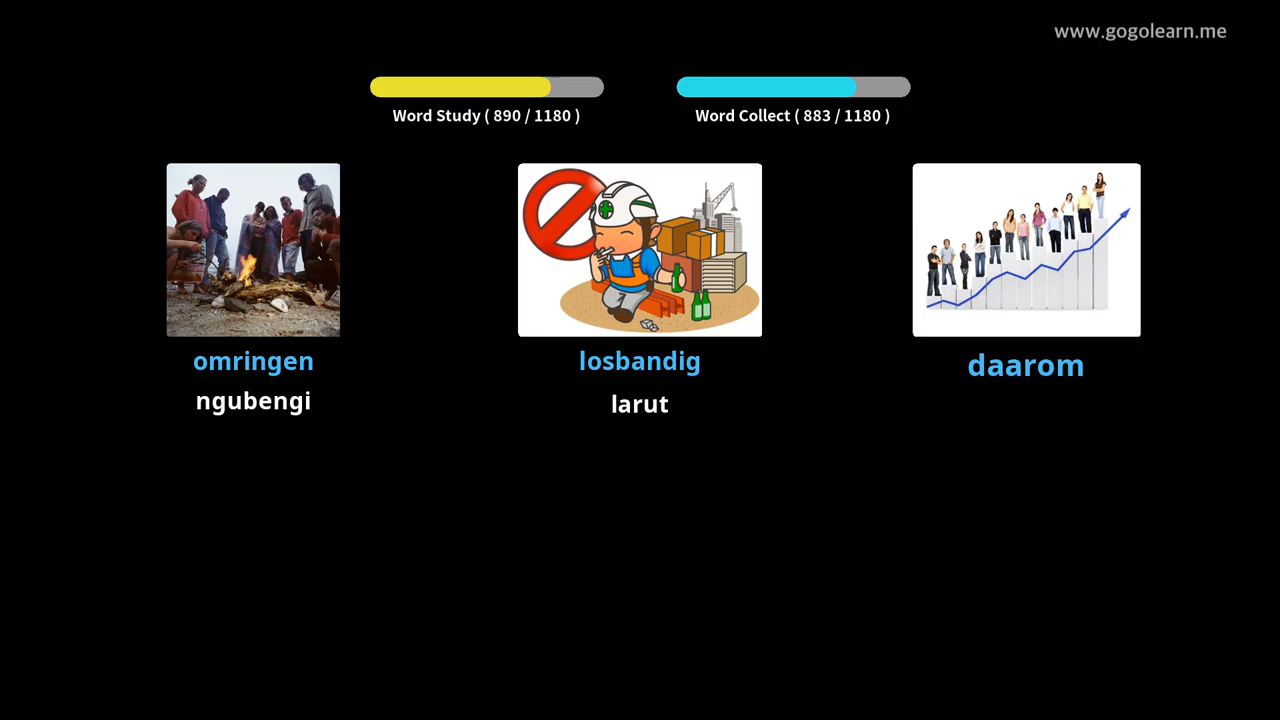 www.gogolearn.me
Word Study ( 890 / 1180 )
Word Collect ( 883 / 1180 )
omringen
ngubengi
losbandig
larut
daarom